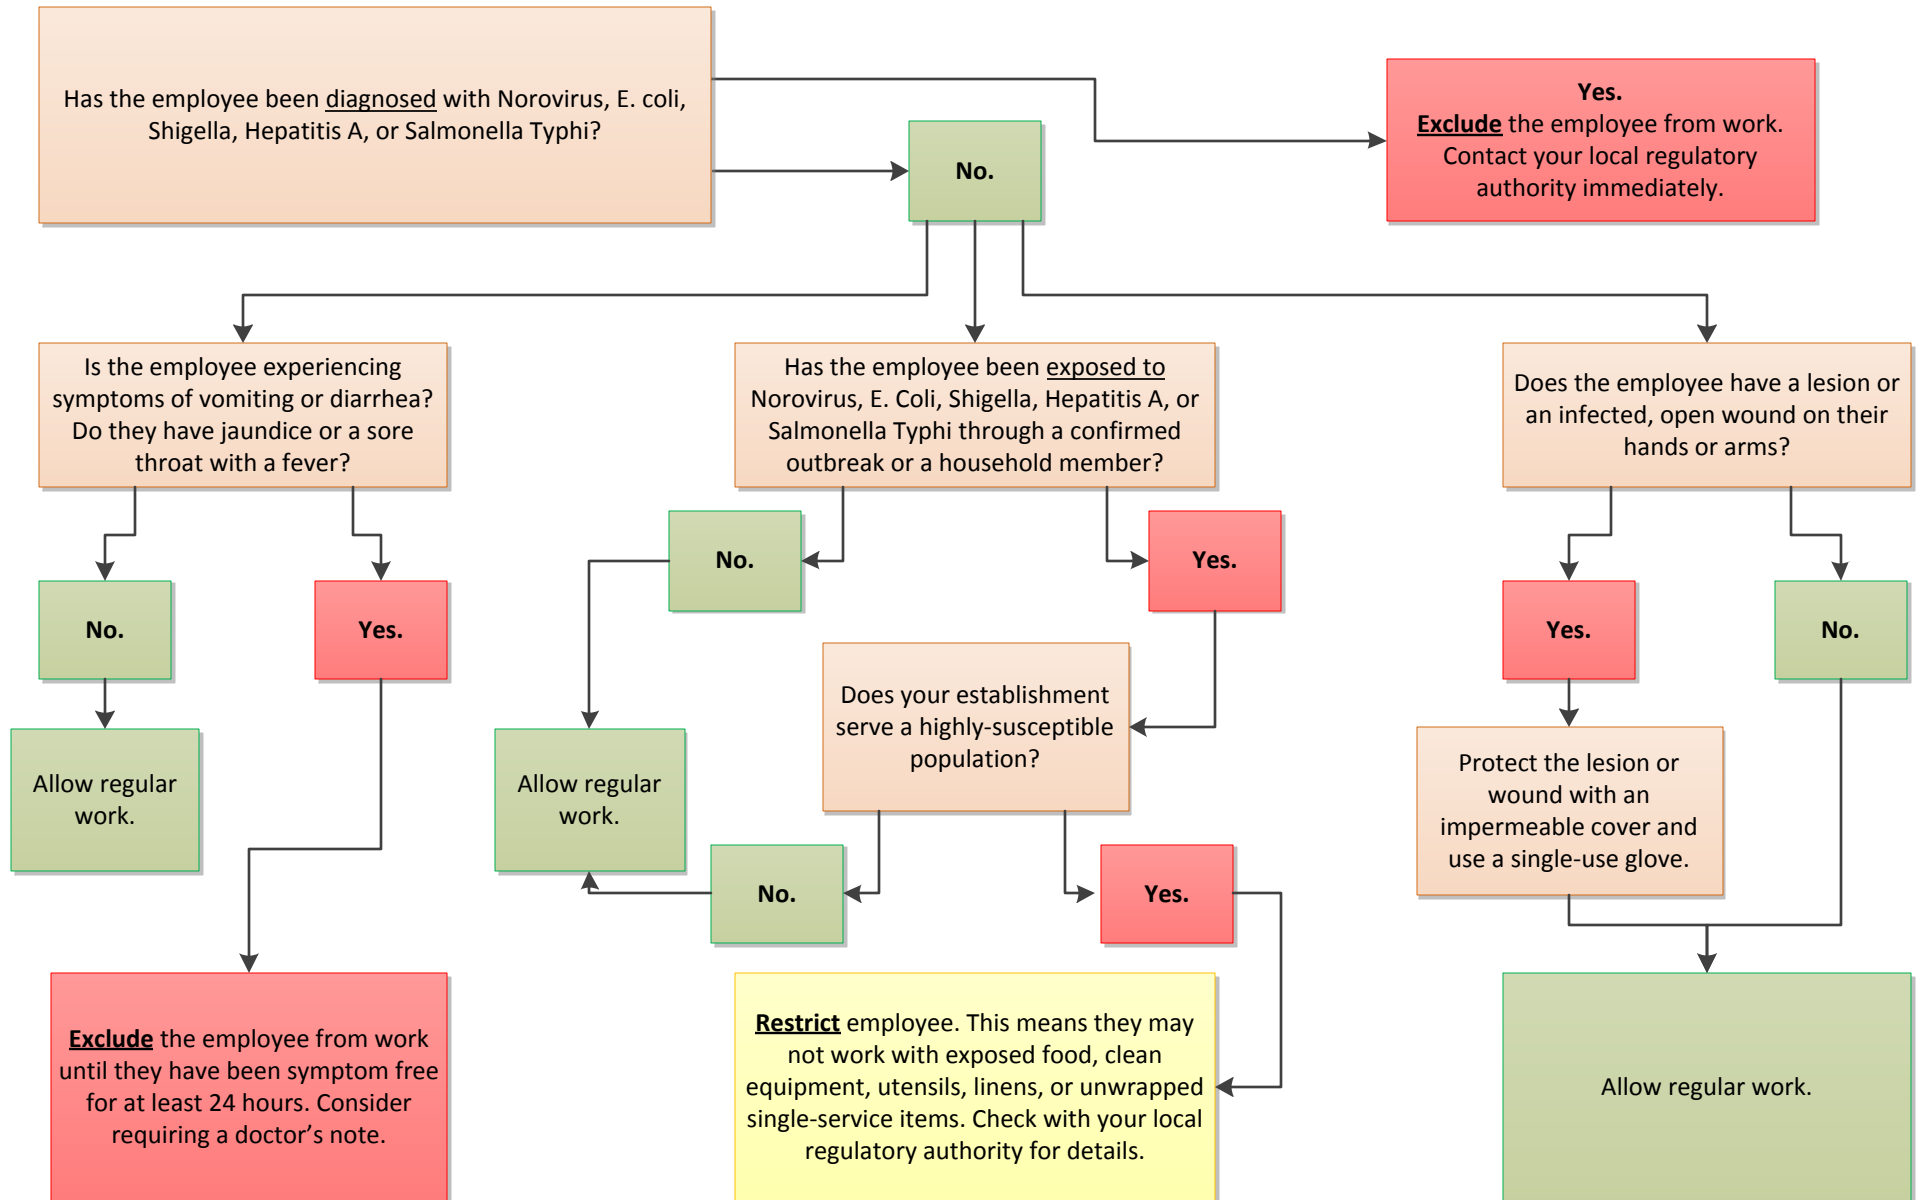 Has the employee been diagnosed with Norovirus, E. coli,
Shigella, Hepatitis A, or Salmonella Typhi?
Yes.
Exclude the employee from work.
Contact your local regulatory
authority immediately.
No.
Is the employee experiencing
symptoms of vomiting or diarrhea?
Do they have jaundice or a sore
throat with a fever?
Has the employee been exposed to
Norovirus, E. Coli, Shigella, Hepatitis A, or
Salmonella Typhi through a confirmed
outbreak or a household member?
Does the employee have a lesion or
an infected, open wound on their
hands or arms?
No.
Yes.
No.
Yes.
Yes.
No.
Allow regular
work.
Allow regular
work.
Does your establishment
serve a highly-susceptible
population?
Protect the lesion or
wound with an
impermeable cover and
use a single-use glove.
No.
Yes.
Exclude the employee from work
until they have been symptom free
for at least 24 hours. Consider
requiring a doctor’s note.
Restrict employee. This means they may
not work with exposed food, clean
equipment, utensils, linens, or unwrapped
single-service items. Check with your local
regulatory authority for details.
Allow regular work.